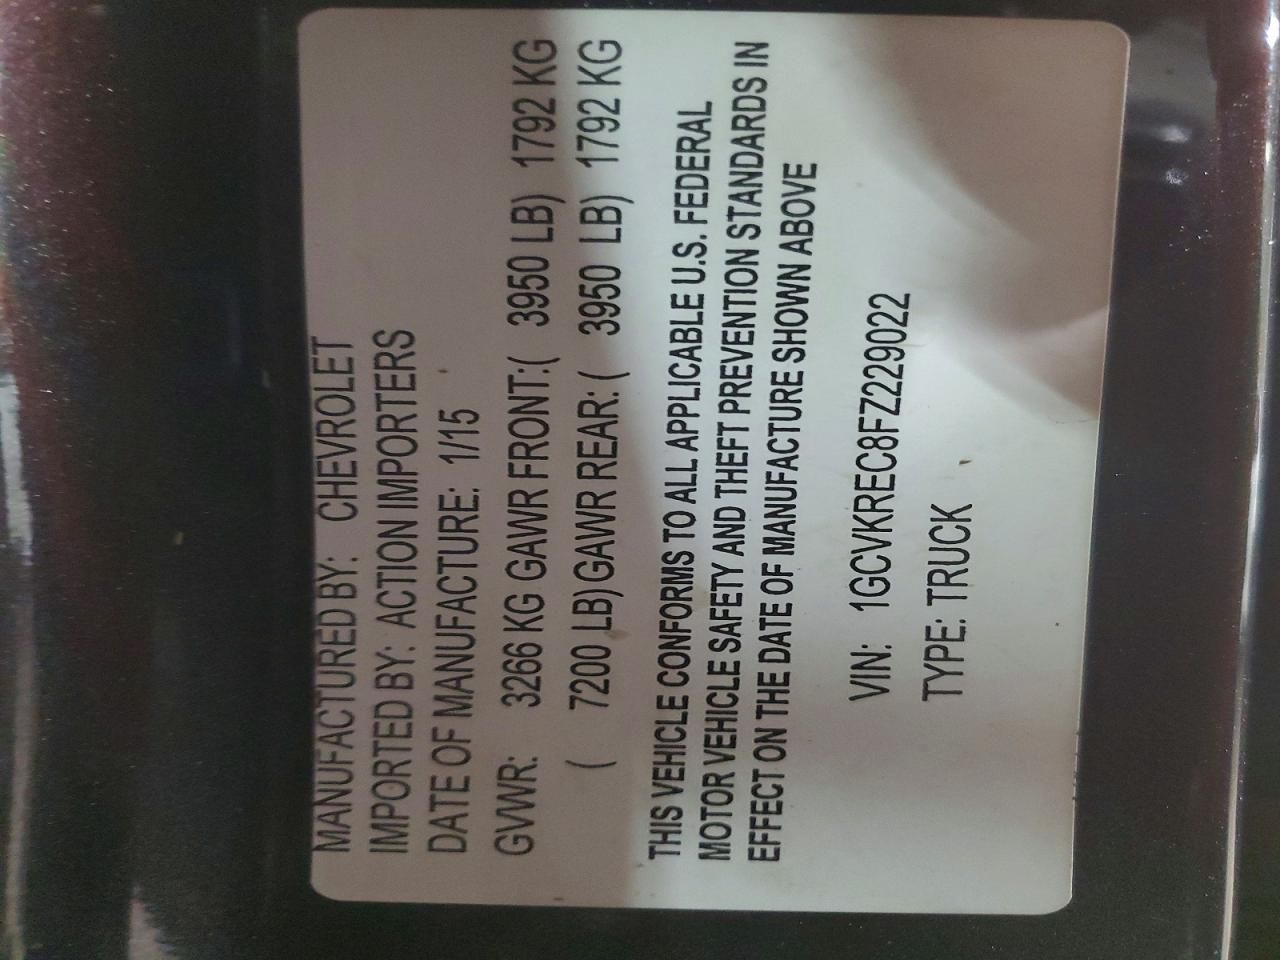 MANUFACTURED BY: CHEVROLET
IMPORTED BY: ACTION IMPORTERS
DATE OF MANUFACTURE: 1/15
GVWR: 3266 KG GAWR FRONT:( 3950 LB) 1792 KG
( 7200 LB) GAWR REAR: ( 3950 LB) 1792 KG
THIS VEHICLE CONFORMS TO ALL APPLICABLE U.S. FEDERAL
MOTOR VEHICLE SAFETY AND THEFT PREVENTION STANDARDS IN
EFFECT ON THE DATE OF MANUFACTURE SHOWN ABOVE
VIN: 1GCVKREC8FZ229022
TYPE: TRUCK